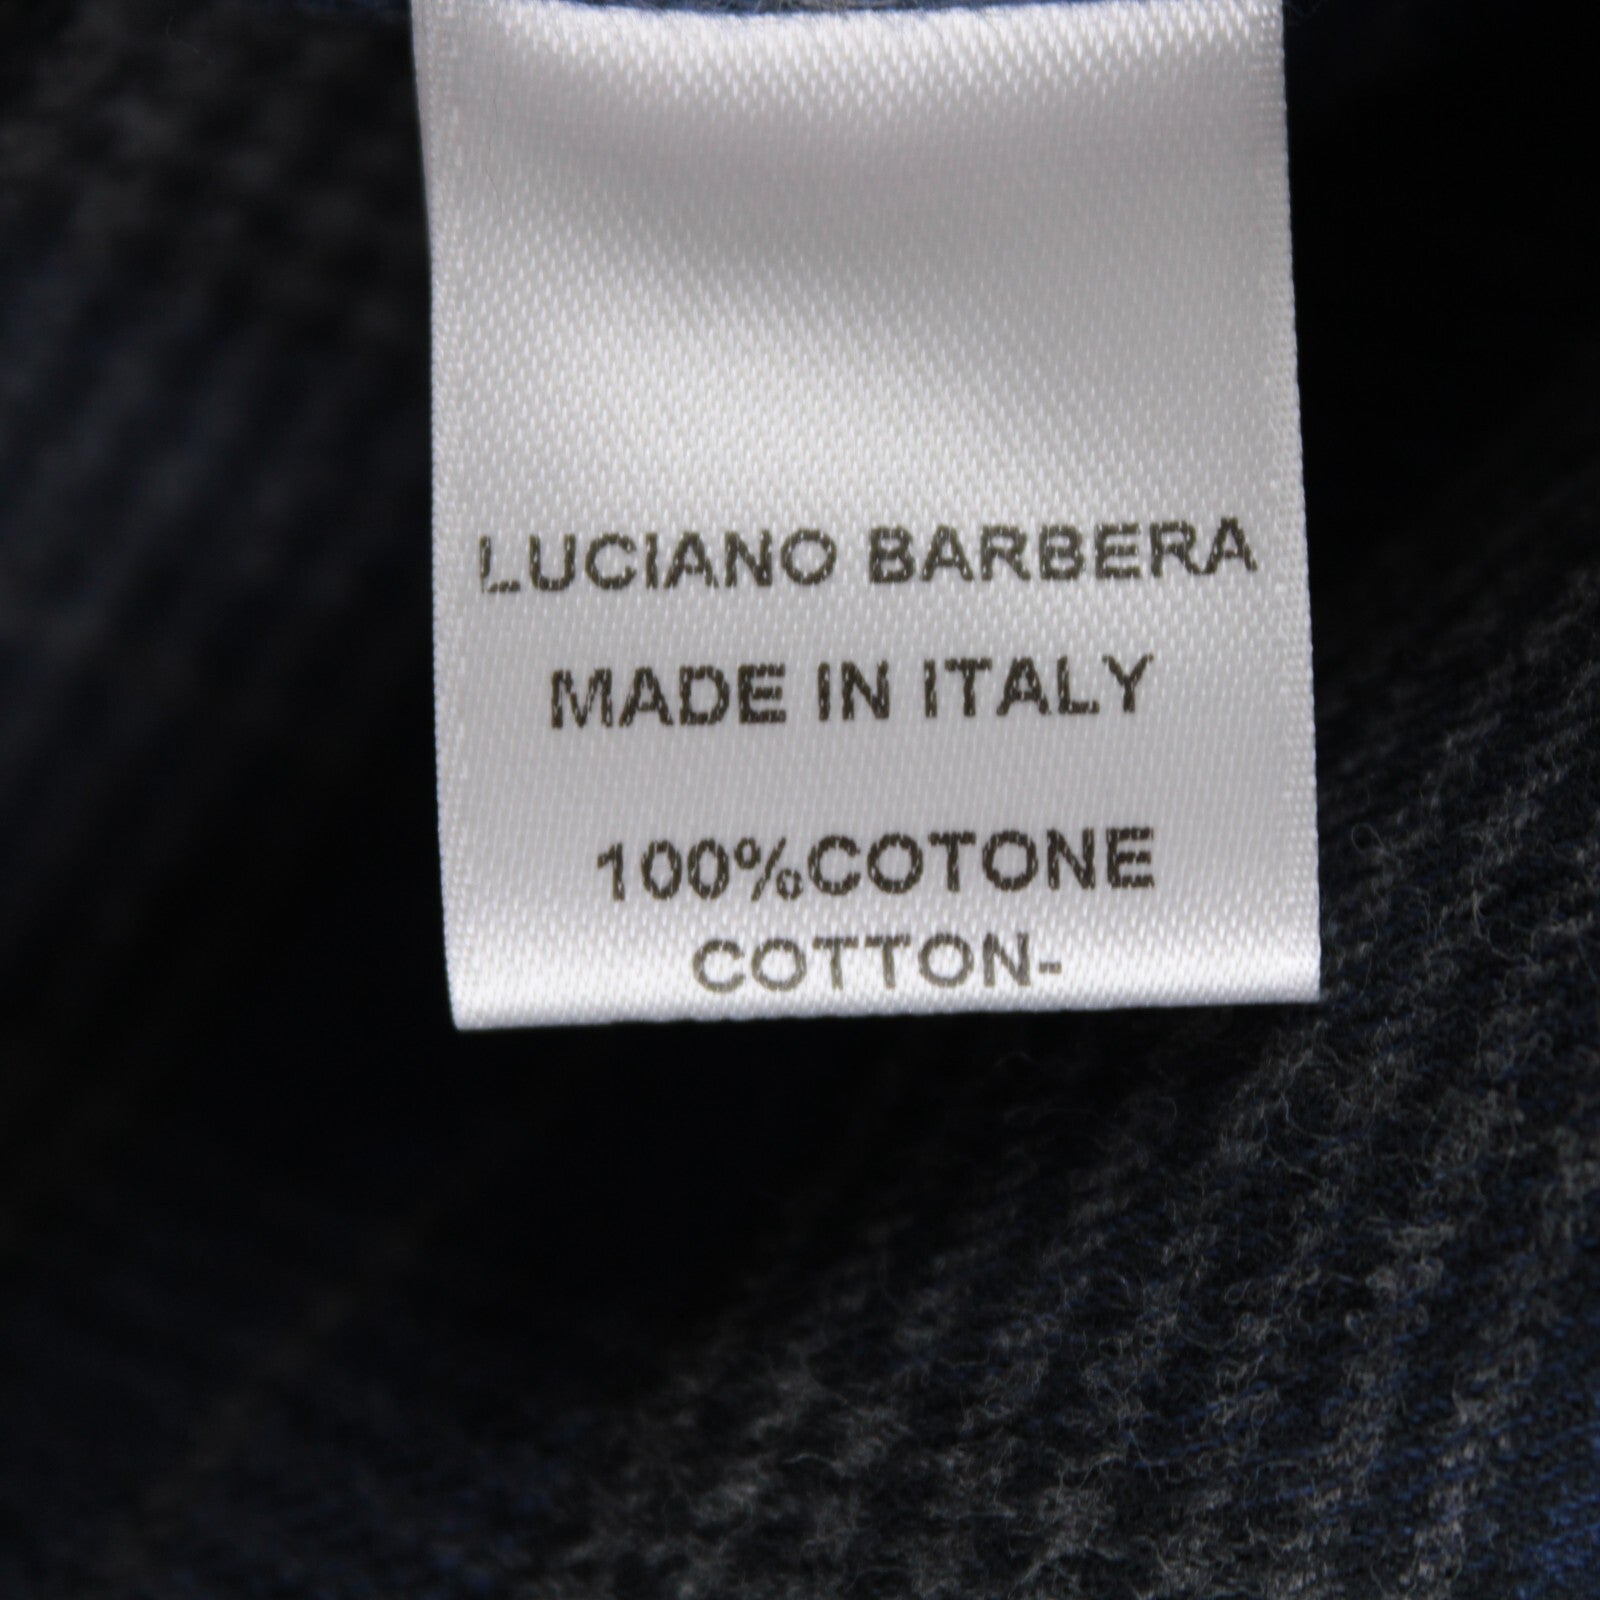 LUCIANO BARBERA
MADE IN ITALY
100%COTONE
COTTON-